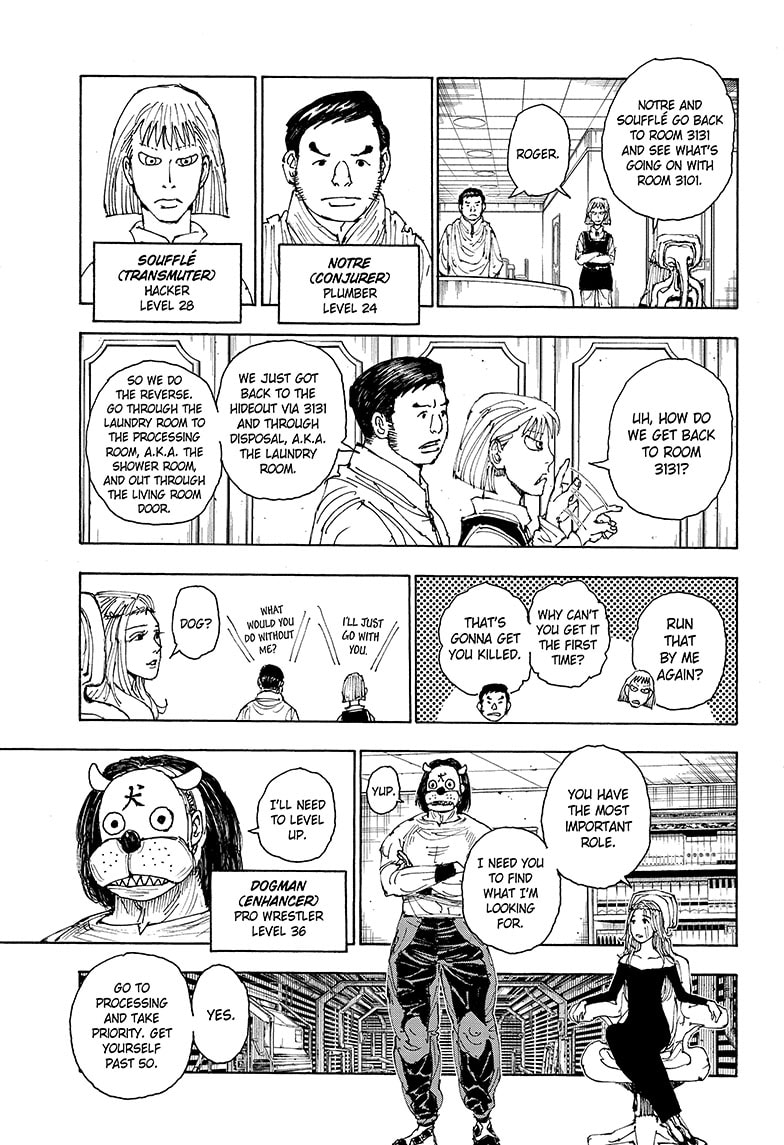 NOTRE AND
SOUFFLÉ GO BACK
TO ROOM 3131
AND SEE WHAT'S
GOING ON WITH
ROOM 3101.
ROGER.
NOTRE
(CONJURER)
PLUMBER
LEVEL 24
SOUFFLÉ
(TRANSMUTER)
HACKER
LEVEL 28
UH, HOW DO
WE GET BACK
TO ROOM
3131?
WE JUST GOT
BACK TO THE
HIDEOUT VIA 3131
AND THROUGH
DISPOSAL, A.K.A.
THE LAUNDRY
ROOM.
SO WE DO
THE REVERSE.
GO THROUGH THE
LAUNDRY ROOM TO
THE PROCESSING
ROOM, A.K.A. THE
SHOWER ROOM,
AND OUT THROUGH
THE LIVING ROOM
DOOR.
RUN
THAT
BY ME
AGAIN?
WHY CAN'T
YOU GET IT
THE FIRST
TIME?
THAT'S
GONNA GET
YOU KILLED.
I'LL JUST
GO WITH
YOU.
WHAT
WOULD YOU
DO WITHOUT
ME?
DOG?
YOU HAVE
THE MOST
IMPORTANT
ROLE.
I NEED YOU
TO FIND
WHAT I'M
LOOKING
FOR.
YUP.
I'LL NEED
TO LEVEL
UP.
犬
DOGMAN
(ENHANCER)
PRO WRESTLER
LEVEL 36
YES.
GO TO
PROCESSING
AND TAKE
PRIORITY. GET
YOURSELF
PAST 50.